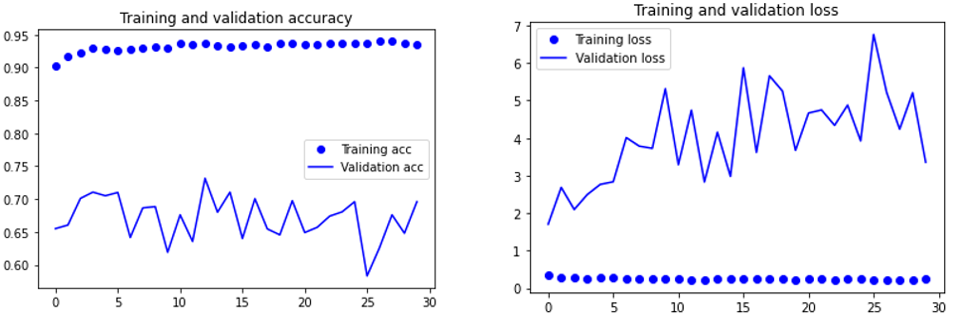 Training and validation accuracy
0.95
0.90
0.85
0.80
0.75
0.70
0.65
0.60
Training acc
Validation acc
0 5 10 15 20 25 30
Training and validation loss
7
6
5
4
3
2
1
0
Training loss
Validation loss
0 5 10 15 20 25 30